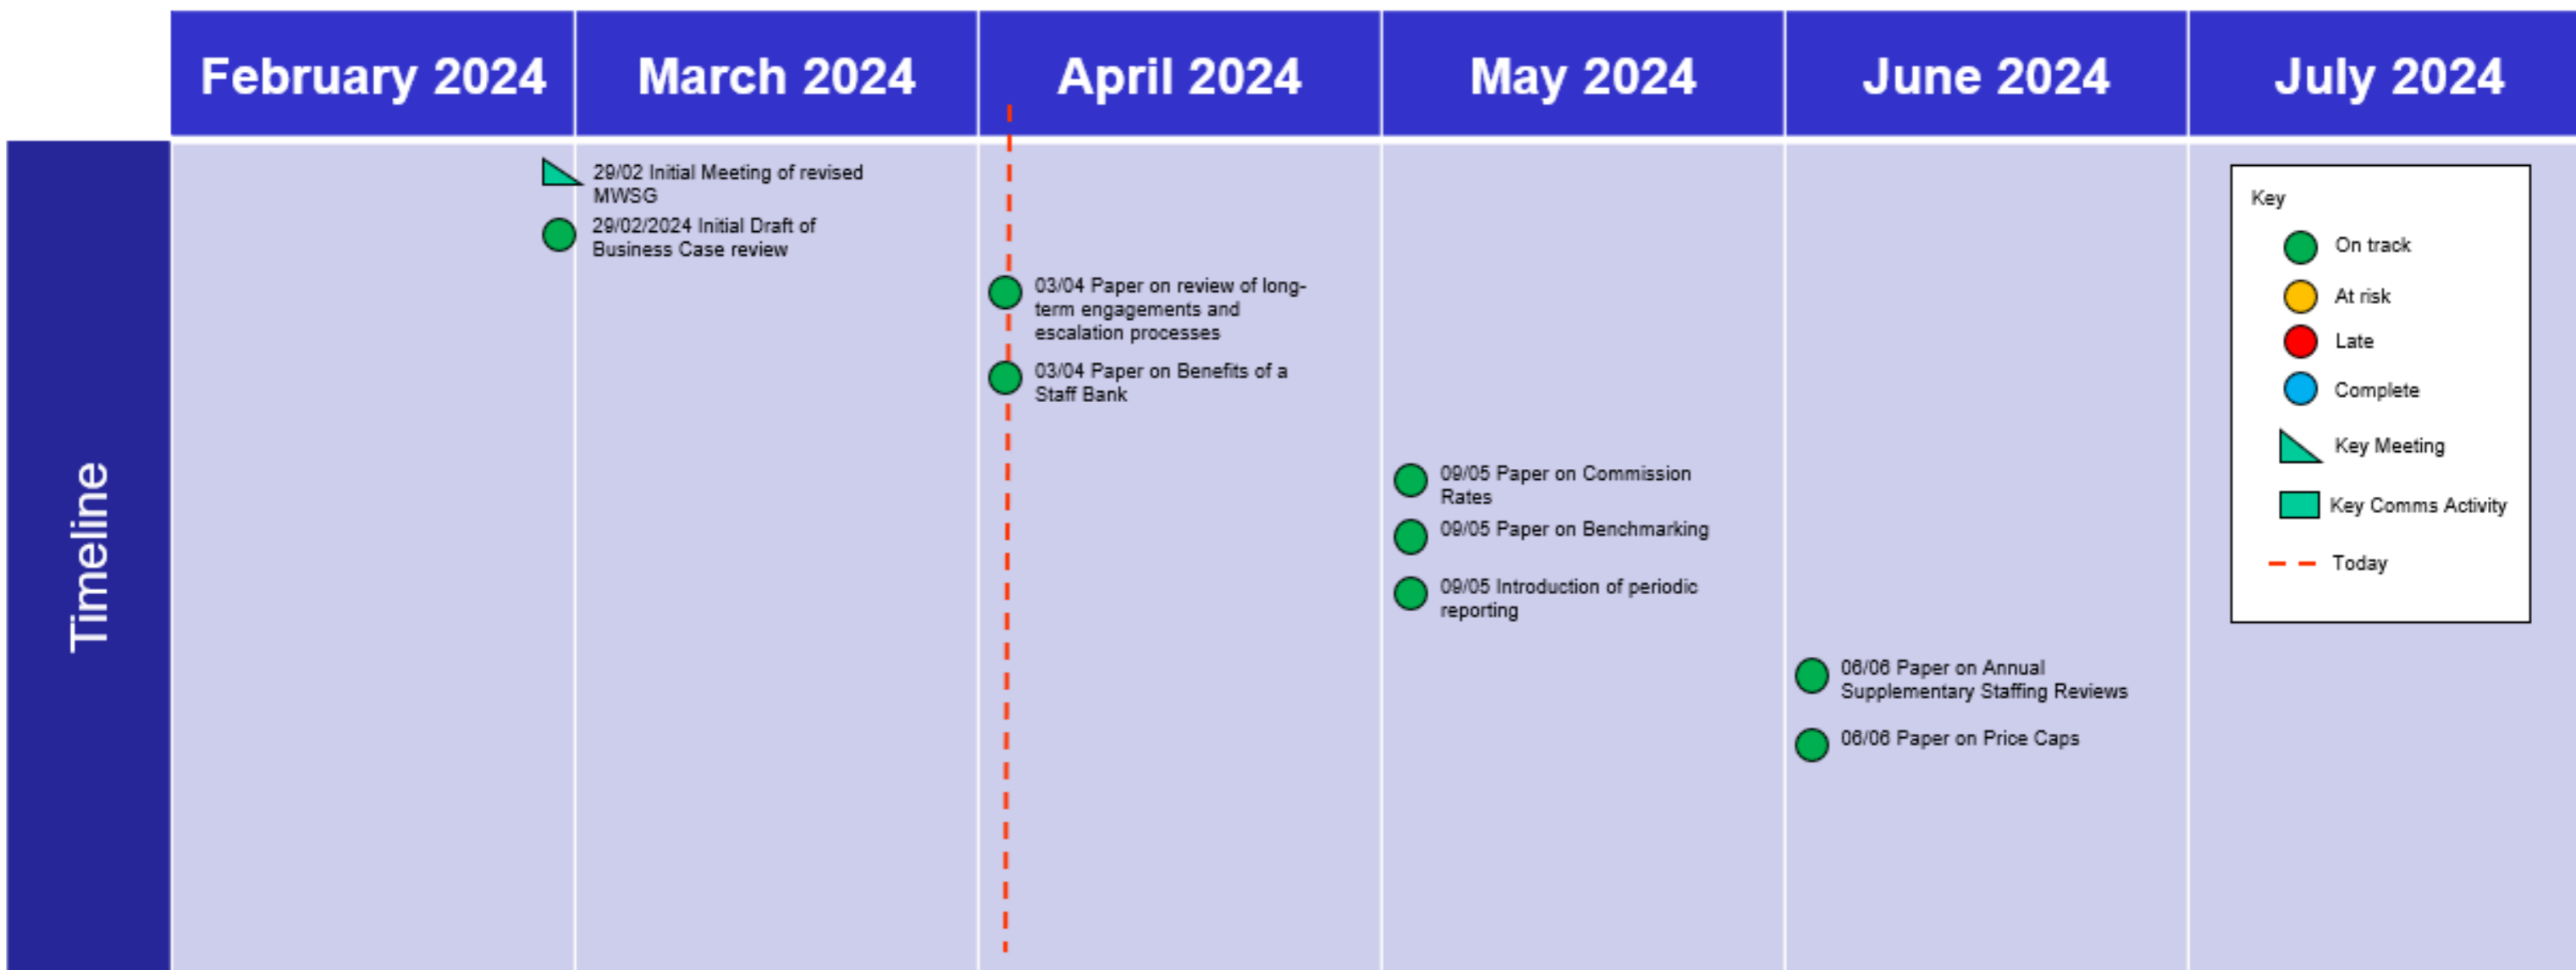 February 2024
March 2024
April 2024
May 2024
June 2024
July 2024
Timeline
29/02 Initial Meeting of revised
MWSG
29/02/2024 Initial Draft of
Business Case review
03/04 Paper on review of long-
term engagements and
escalation processes
03/04 Paper on Benefits of a
Staff Bank
09/05 Paper on Commission
Rates
09/05 Paper on Benchmarking
09/05 Introduction of periodic
reporting
06/06 Paper on Annual
Supplementary Staffing Reviews
06/06 Paper on Price Caps
Key
On track
At risk
Late
Complete
Key Meeting
Key Comms Activity
Today